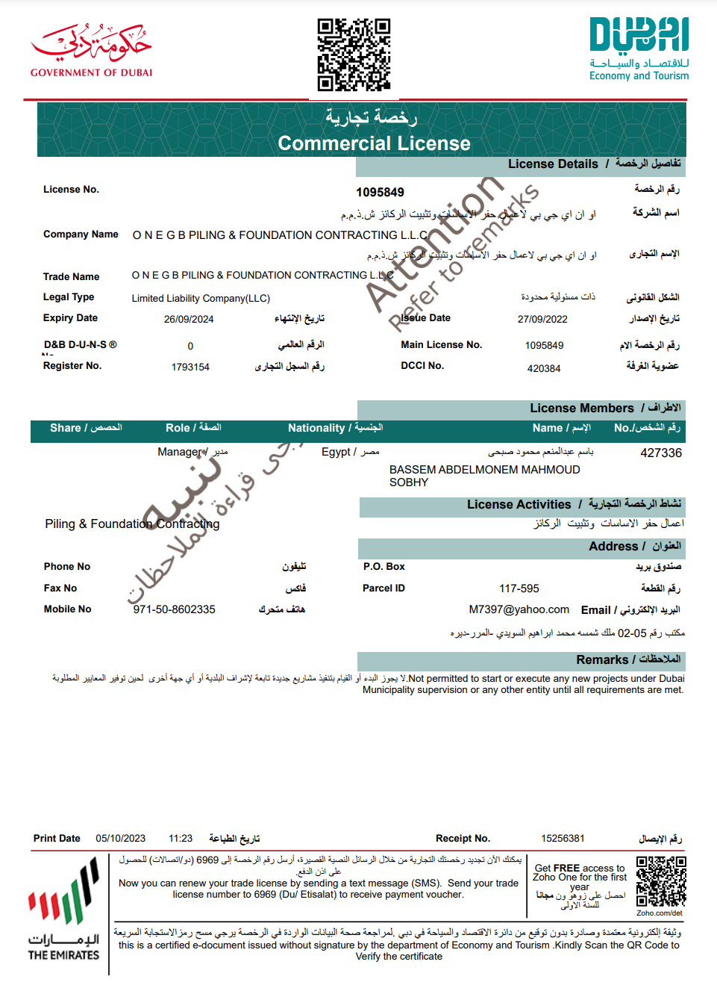 حكومة دبي
GOVERNMENT OF DUBAI
DUBAI
للاقتصاد والسياحة
Economy and Tourism
رخصة تجارية
Commercial License
License Details / تفاصيل الرخصة
License No. 1095849 رقم الرخصة
او ان اي جي بي لاعمال حفر الاساسات وتثبيت الركائز ش.ذ.م.م اسم الشركة
Company Name O N E G B PILING & FOUNDATION CONTRACTING L.L.C
او ان اي جي بي لاعمال حفر الاساسات وتثبيت الركائز ش.ذ.م.م الإسم التجارى
Trade Name O N E G B PILING & FOUNDATION CONTRACTING L.L.C
Legal Type Limited Liability Company(LLC) ذات مسئولية محدودة الشكل القانونى
Expiry Date 26/09/2024 تاريخ الإنتهاء Issue Date 27/09/2022 تاريخ الإصدار
D&B D-U-N-S ® 0 الرقم العالمي Main License No. 1095849 رقم الرخصة الام
Register No. 1793154 رقم السجل التجارى DCCI No. 420384 عضوية الغرفة
Attention
Refer to remarks
License Members / الاطراف
Share / الحصص Role / الصفة Nationality / الجنسية Name / الإسم No./رقم الشخص
Manager / مدير Egypt / مصر باسم عبدالمنعم محمود صبحى 427336
BASSEM ABDELMONEM MAHMOUD
SOBHY
تنبيه
يرجى قراءة الملاحظات
License Activities / نشاط الرخصة التجارية
Piling & Foundation Contracting اعمال حفر الاساسات وتثبيت الركائز
Address / العنوان
Phone No تليفون P.O. Box صندوق بريد
Fax No فاكس Parcel ID 117-595 رقم القطعة
Mobile No 971-50-8602335 هاتف متحرك M7397@yahoo.com Email / البريد الإلكتروني
مكتب رقم 05-02 ملك شمسه محمد ابراهيم السويدي -المرر-ديره
Remarks / الملاحظات
لا يجوز البدء أو القيام بتنفيذ مشاريع جديدة تابعة لإشراف البلدية أو أي جهة أخرى لحين توفير المعايير المطلوبة.Not permitted to start or execute any new projects under Dubai
Municipality supervision or any other entity until all requirements are met.
Print Date 05/10/2023 11:23 تاريخ الطباعة Receipt No. 15256381 رقم الإيصال
يمكنك الآن تجديد رخصتك التجارية من خلال الرسائل النصية القصيرة، أرسل رقم الرخصة إلى 6969 (دو/اتصالات) للحصول
على اذن الدفع.
Now you can renew your trade license by sending a text message (SMS). Send your trade
license number to 6969 (Du/ Etisalat) to receive payment voucher.
Get FREE access to
Zoho One for the first
year
احصل على زوهو ون مجاناً
للسنة الاولى
Zoho.com/det
الإمارات
THE EMIRATES
وثيقة إلكترونية معتمدة وصادرة بدون توقيع من دائرة الاقتصاد والسياحة في دبي .لمراجعة صحة البيانات الواردة في الرخصة يرجي مسح رمزالاستجابة السريعة
this is a certified e-document issued without signature by the department of Economy and Tourism .Kindly Scan the QR Code to
Verify the certificate